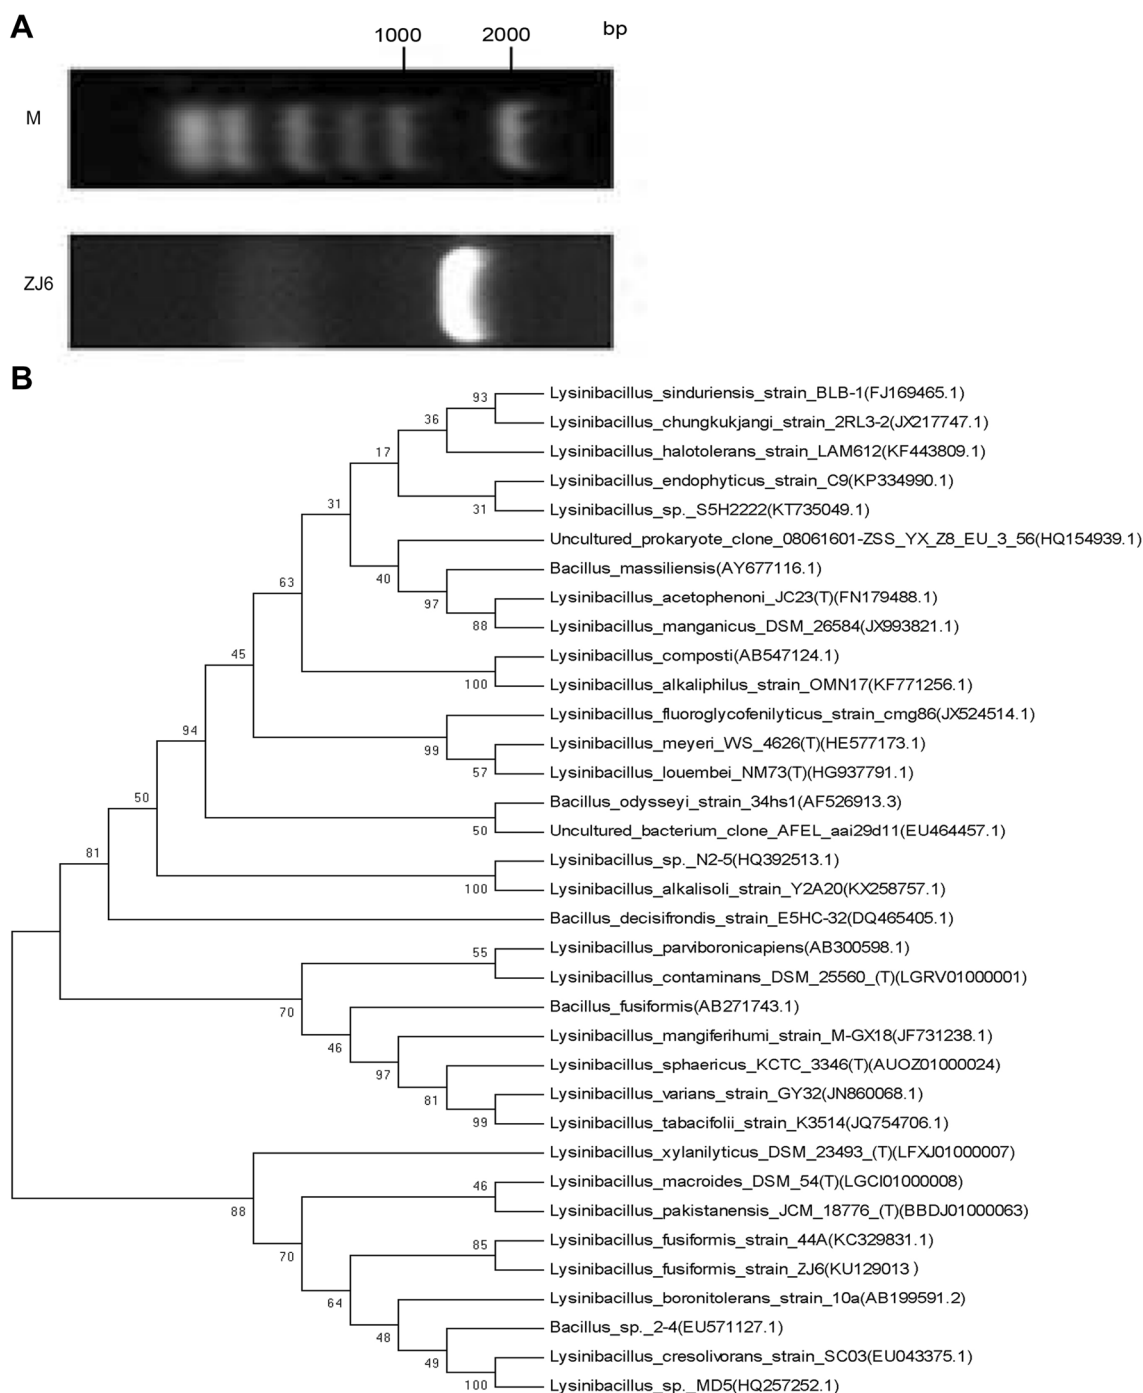 A
1000 2000 bp
M
ZJ6
B
93 Lysinibacillus_sinduriensis_strain_BLB-1(FJ169465.1)
36 Lysinibacillus_chungkukjangi_strain_2RL3-2(JX217747.1)
17 Lysinibacillus_halotolerans_strain_LAM612(KF443809.1)
Lysinibacillus_endophyticus_strain_C9(KP334990.1)
31 31 Lysinibacillus_sp._S5H2222(KT735049.1)
Uncultured_prokaryote_clone_08061601-ZSS_YX_Z8_EU_3_56(HQ154939.1)
63 40 Bacillus_massiliensis(AY677116.1)
97 Lysinibacillus_acetophenoni_JC23(T)(FN179488.1)
88 Lysinibacillus_manganicus_DSM_26584(JX993821.1)
45 Lysinibacillus_composti(AB547124.1)
100 Lysinibacillus_alkaliphilus_strain_OMN17(KF771256.1)
Lysinibacillus_fluoroglycofenilyticus_strain_cmg86(JX524514.1)
94 99 Lysinibacillus_meyeri_WS_4626(T)(HE577173.1)
57 Lysinibacillus_louembei_NM73(T)(HG937791.1)
50 Bacillus_odysseyi_strain_34hs1(AF526913.3)
50 Uncultured_bacterium_clone_AFEL_aai29d11(EU464457.1)
81 Lysinibacillus_sp._N2-5(HQ392513.1)
100 Lysinibacillus_alkalisoli_strain_Y2A20(KX258757.1)
Bacillus_decisifrondis_strain_E5HC-32(DQ465405.1)
55 Lysinibacillus_parviboronicapiens(AB300598.1)
Lysinibacillus_contaminans_DSM_25560_(T)(LGRV01000001)
70 Bacillus_fusiformis(AB271743.1)
46 Lysinibacillus_mangiferihumi_strain_M-GX18(JF731238.1)
97 Lysinibacillus_sphaericus_KCTC_3346(T)(AUOZ01000024)
81 Lysinibacillus_varians_strain_GY32(JN860068.1)
99 Lysinibacillus_tabacifolii_strain_K3514(JQ754706.1)
Lysinibacillus_xylanilyticus_DSM_23493_(T)(LFXJ01000007)
46 Lysinibacillus_macroides_DSM_54(T)(LGCI01000008)
88 Lysinibacillus_pakistanensis_JCM_18776_(T)(BBDJ01000063)
85 Lysinibacillus_fusiformis_strain_44A(KC329831.1)
70 Lysinibacillus_fusiformis_strain_ZJ6(KU129013 )
64 Lysinibacillus_boronitolerans_strain_10a(AB199591.2)
48 Bacillus_sp._2-4(EU571127.1)
49 Lysinibacillus_cresolivorans_strain_SC03(EU043375.1)
100 Lysinibacillus_sp._MD5(HQ257252.1)